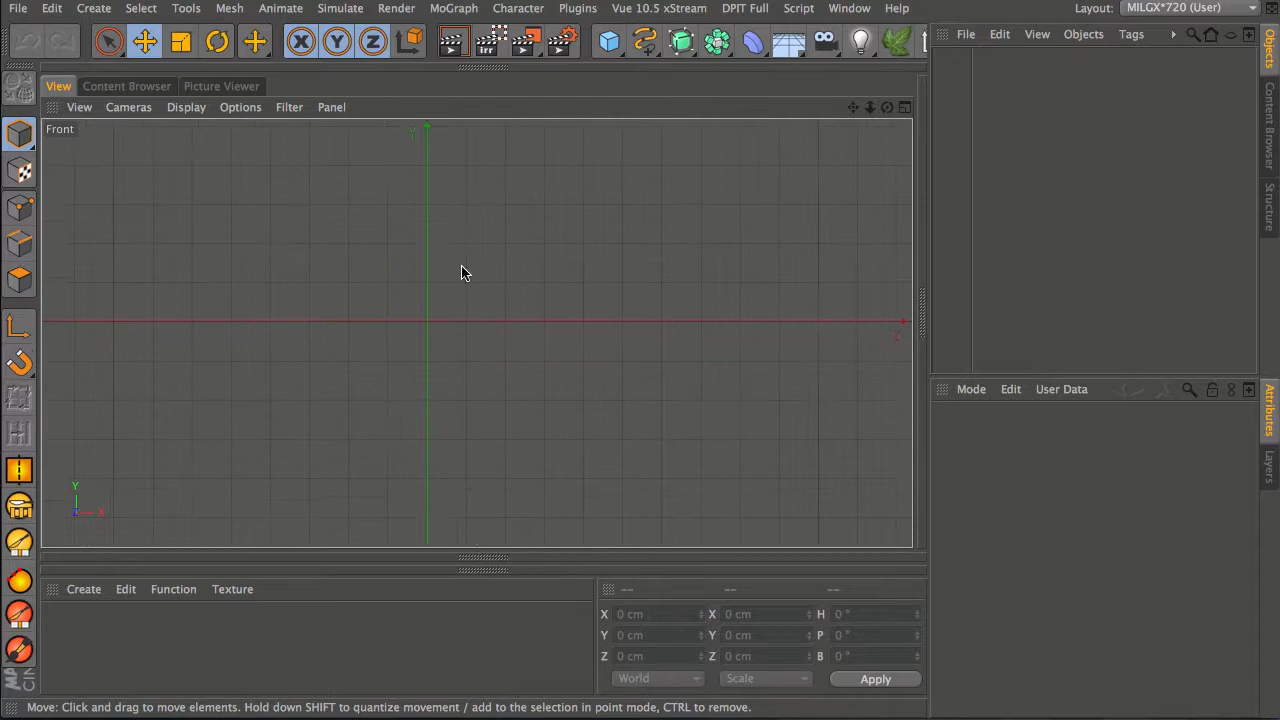 File Edit Create Select Tools Mesh Animate Simulate Render MoGraph Character Plugins Vue 10.5 xStream DPIT Full Script Window Help Layout: MILGX*720 (User)
X Y Z irr
File Edit View Objects Tags
Objects
Content Browser
Structure
View Content Browser Picture Viewer
View Cameras Display Options Filter Panel
Front
Y
X
Y
Z X
Mode Edit User Data
Attributes
Layers
Create Edit Function Texture
-- -- --
X 0 cm X 0 cm H 0 °
Y 0 cm Y 0 cm P 0 °
Z 0 cm Z 0 cm B 0 °
World Scale Apply
Move: Click and drag to move elements. Hold down SHIFT to quantize movement / add to the selection in point mode, CTRL to remove.